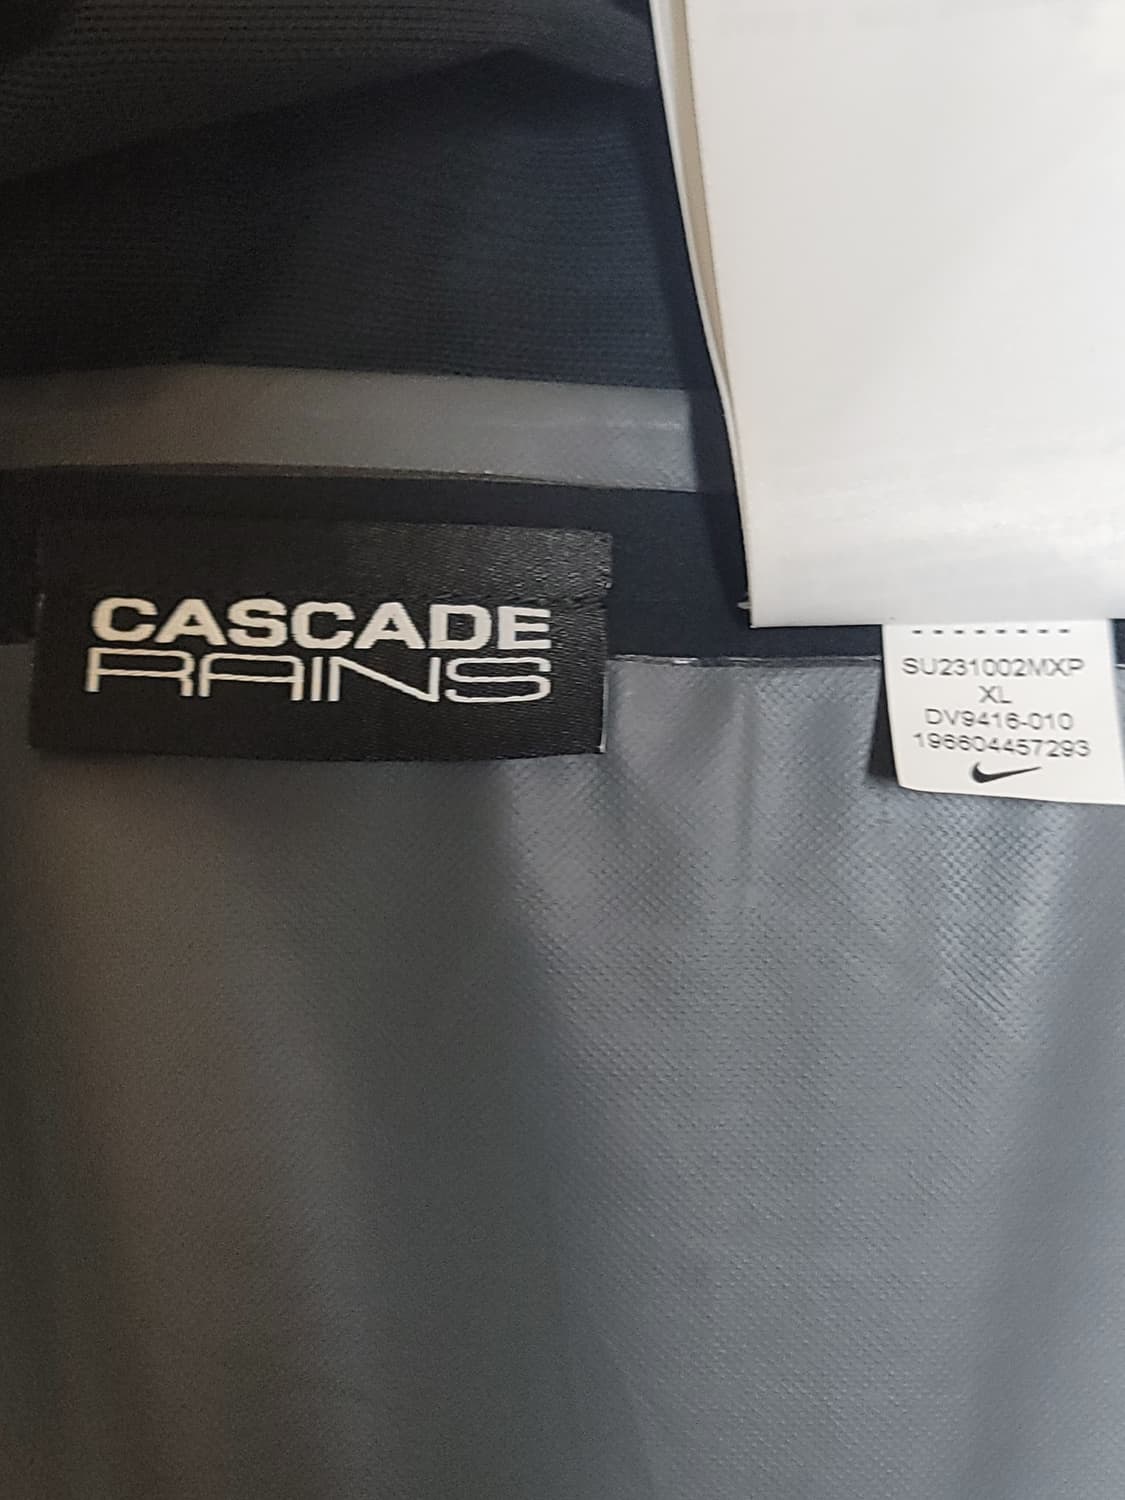 CASCADE
RAINS
SU231002MXP
XL
DV9416-010
196604457293